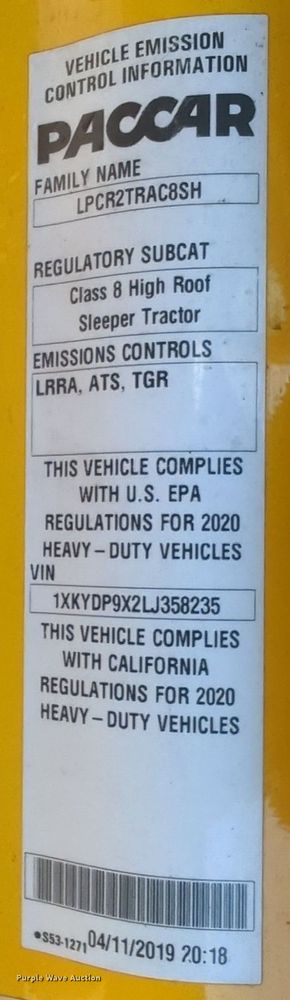 VEHICLE EMISSION
CONTROL INFORMATION
PACCAR
FAMILY NAME
LPCR2TRAC8SH
REGULATORY SUBCAT
Class 8 High Roof
Sleeper Tractor
EMISSIONS CONTROLS
LRRA, ATS, TGR
THIS VEHICLE COMPLIES
WITH U.S. EPA
REGULATIONS FOR 2020
HEAVY-DUTY VEHICLES
VIN
1XKYDP9X2LJ358235
THIS VEHICLE COMPLIES
WITH CALIFORNIA
REGULATIONS FOR 2020
HEAVY-DUTY VEHICLES
•S53-1271 04/11/2019 20:18
Purple Wave Auction